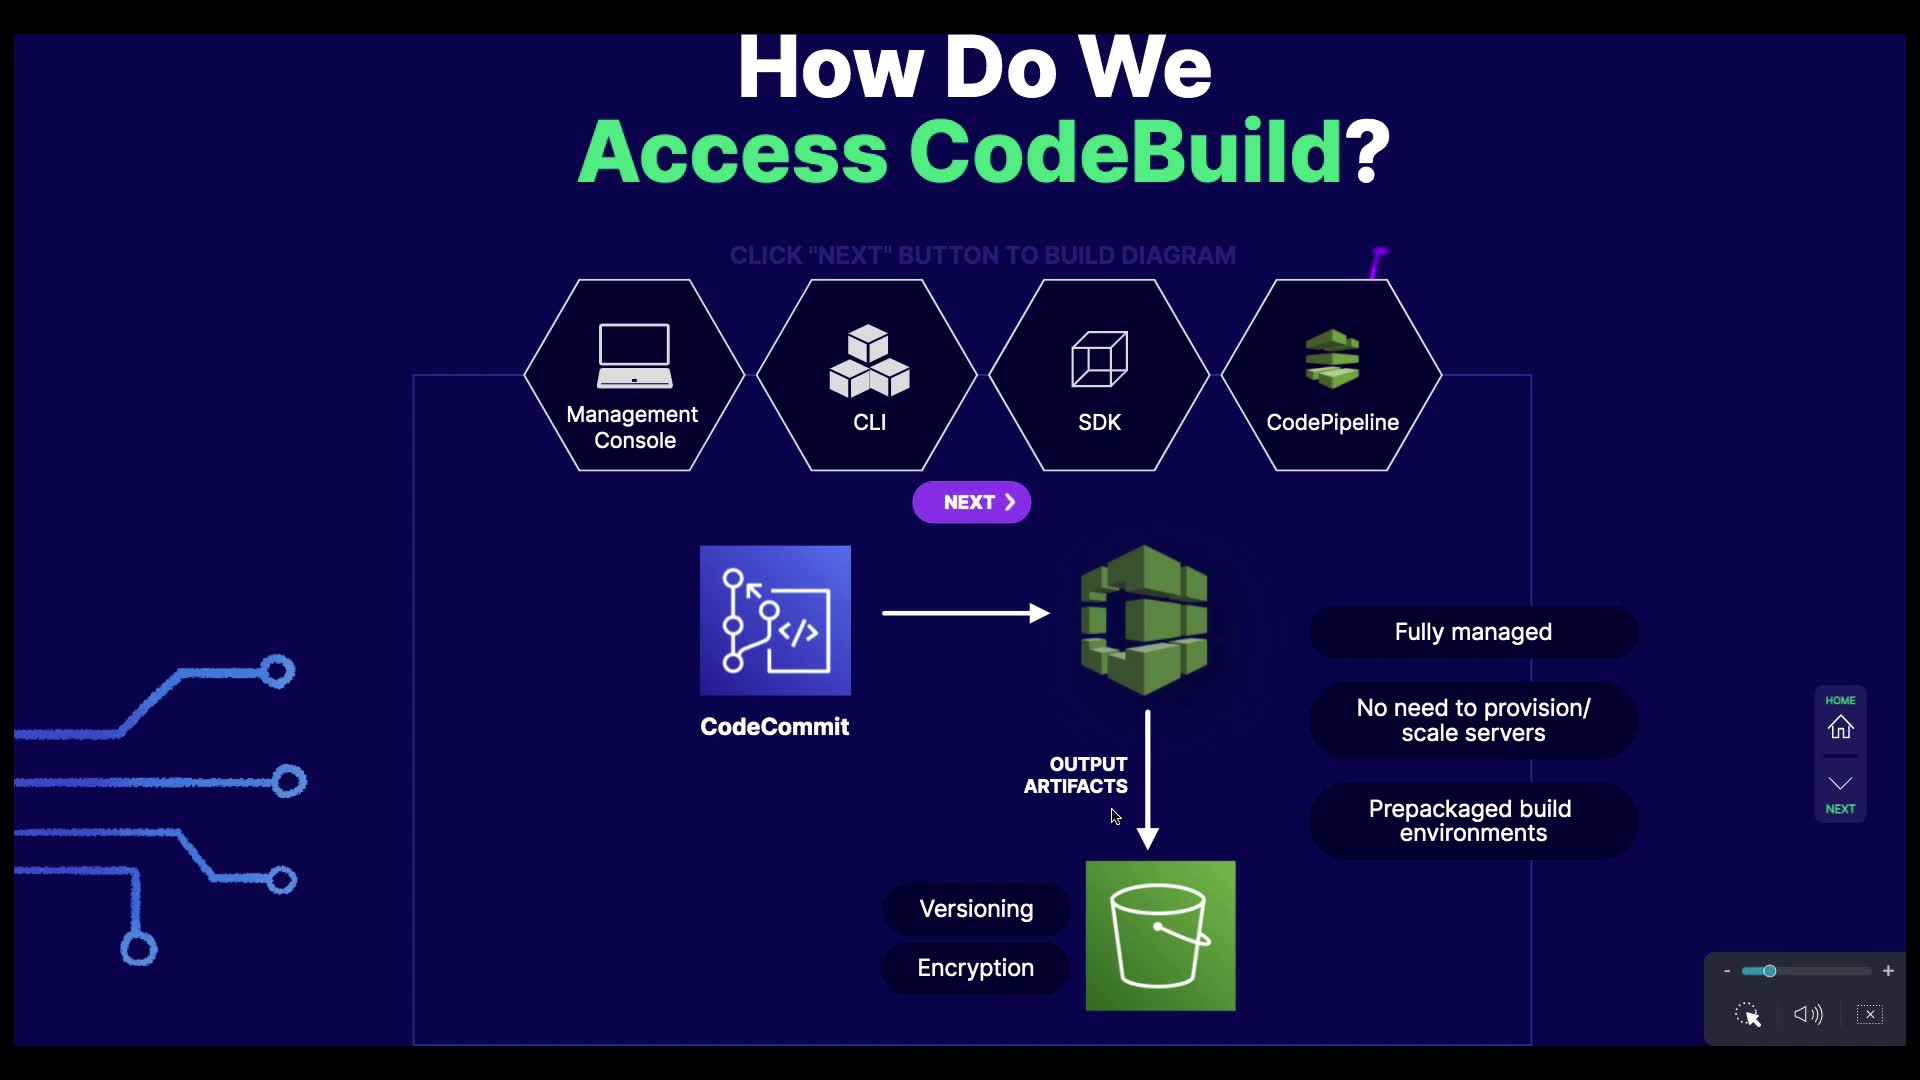 How Do We
Access CodeBuild?
CLICK "NEXT" BUTTON TO BUILD DIAGRAM
Management
Console
CLI
SDK
CodePipeline
NEXT
CodeCommit
Fully managed
No need to provision/
scale servers
HOME
OUTPUT
ARTIFACTS
Prepackaged build
environments
NEXT
Versioning
Encryption
- +